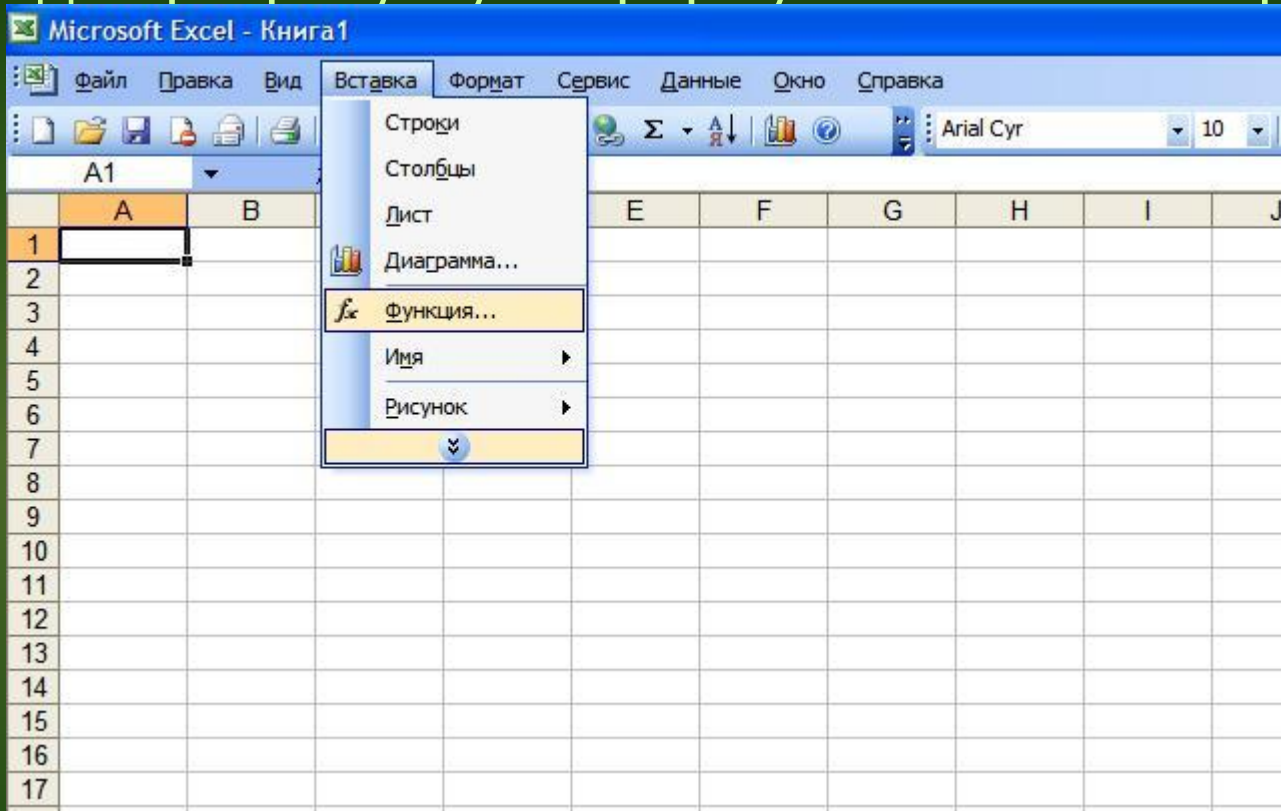 Microsoft Excel - Книга1
Файл Правка Вид Вставка Формат Сервис Данные Окно Справка
Σ Arial Cyr 10
A1
A B E F G H I J
Строки
Столбцы
Лист
Диаграмма...
fx Функция...
Имя
Рисунок
1
2
3
4
5
6
7
8
9
10
11
12
13
14
15
16
17